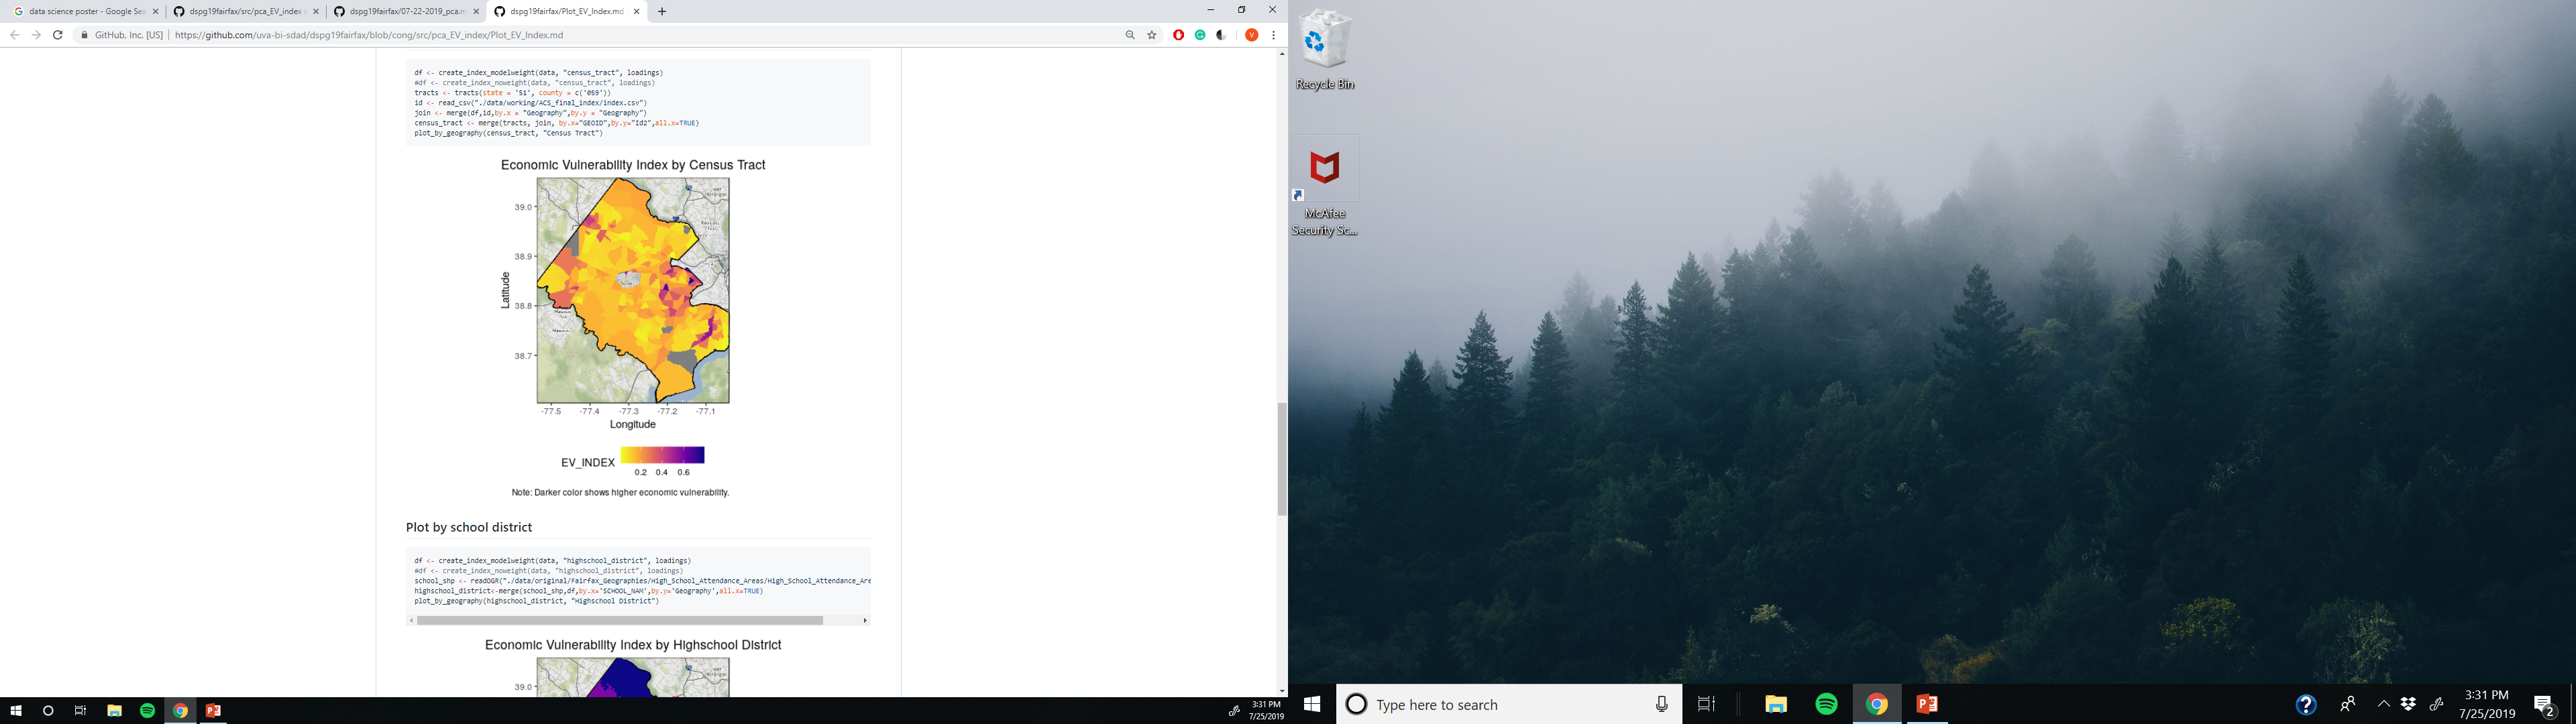 data science poster - Google Sea
dspg19fairfax/src/pca_EV_index a
dspg19fairfax/07-22-2019_pca.m
dspg19fairfax/Plot_EV_Index.md
GitHub, Inc. [US] | https://github.com/uva-bi-sdad/dspg19fairfax/blob/cong/src/pca_EV_index/Plot_EV_Index.md
V
df <- create_index_modelweight(data, "census_tract", loadings)
#df <- create_index_noweight(data, "census_tract", loadings)
tracts <- tracts(state = '51', county = c('059'))
id <- read_csv("./data/working/ACS_final_index/index.csv")
join <- merge(df,id,by.x = "Geography",by.y = "Geography")
census_tract <- merge(tracts, join, by.x="GEOID",by.y="Id2",all.x=TRUE)
plot_by_geography(census_tract, "Census Tract")
Economic Vulnerability Index by Census Tract
39.0
38.9
38.8
38.7
Latitude
-77.5 -77.4 -77.3 -77.2 -77.1
Longitude
EV_INDEX
0.2 0.4 0.6
Note: Darker color shows higher economic vulnerability.
Plot by school district
df <- create_index_modelweight(data, "highschool_district", loadings)
#df <- create_index_noweight(data, "highschool_district", loadings)
school_shp <- readOGR("./data/original/Fairfax_Geographies/High_School_Attendance_Areas/High_School_Attendance_Are
highschool_district<-merge(school_shp,df,by.x='SCHOOL_NAM',by.y='Geography',all.x=TRUE)
plot_by_geography(highschool_district, "Highschool District")
Economic Vulnerability Index by Highschool District
39.0
3:31 PM
7/25/2019
Recycle Bin
McAfee
Security Sc...
Type here to search
3:31 PM
7/25/2019
2